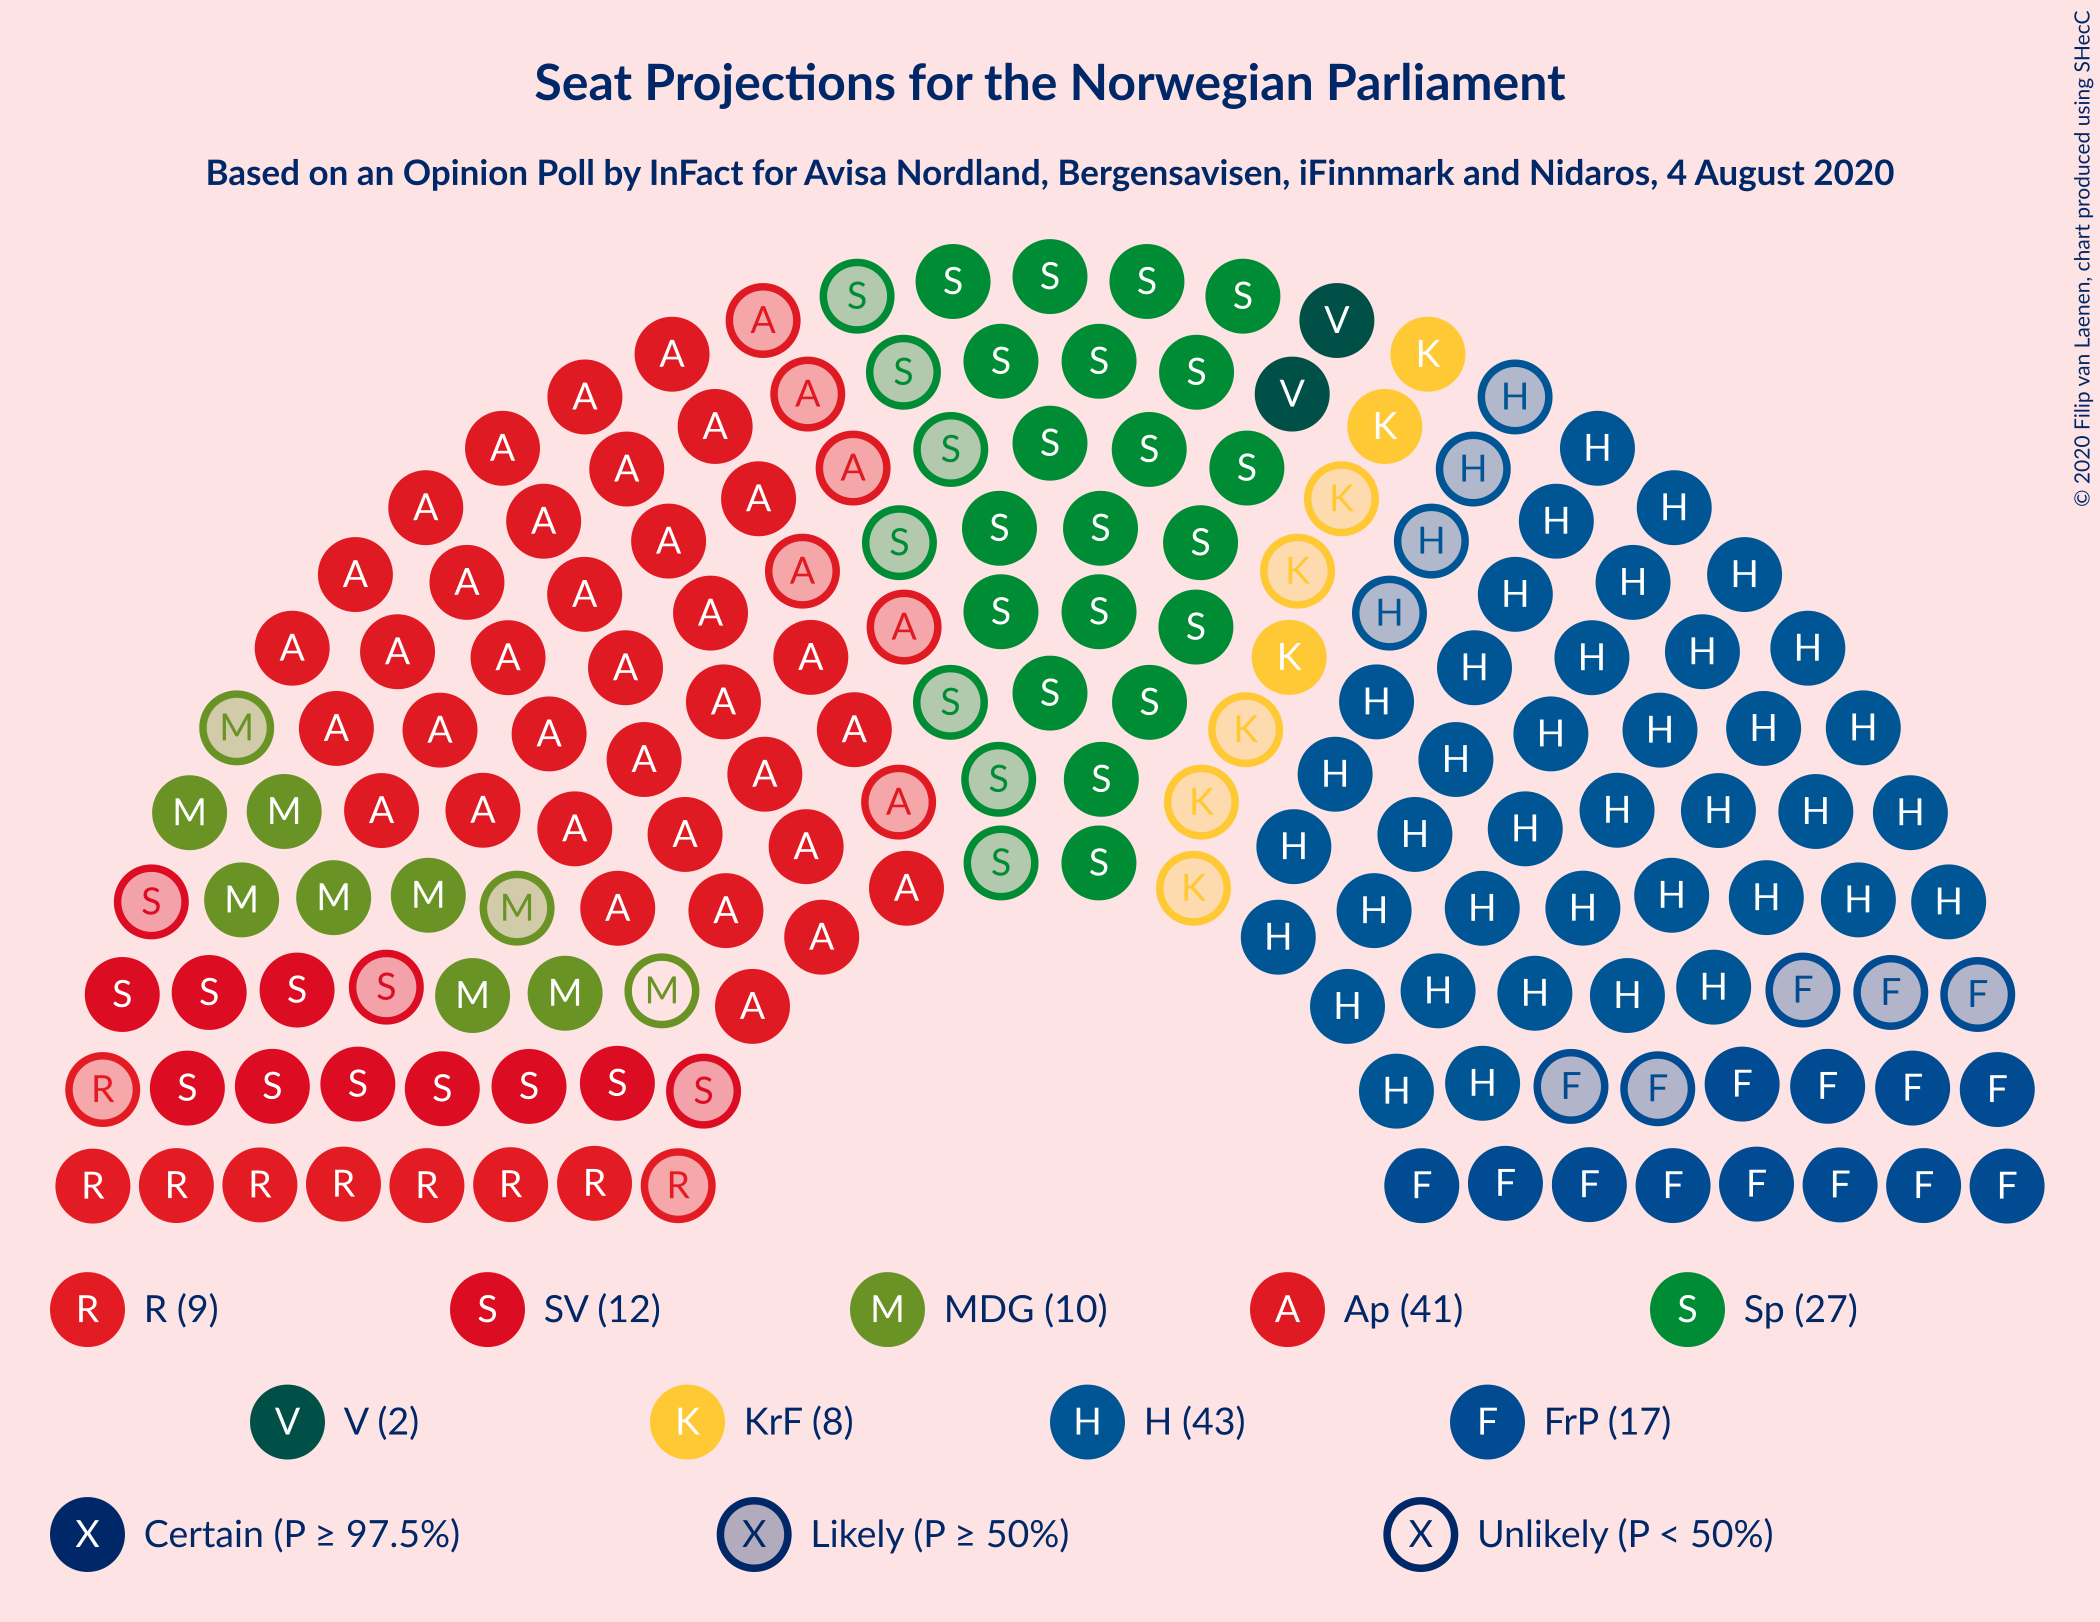 Seat Projections for the Norwegian Parliament
Based on an Opinion Poll by InFact for Avisa Nordland, Bergensavisen, iFinnmark and Nidaros, 4 August 2020
© 2020 Filip van Laenen, chart produced using SHecC
S S S S S
A V
A S S S S K
A A V H
A A S S S S K H
A A A K H H
A A S S S S K H H
A A A A S S S K H H H
A A A A S S S K H H H H
M A A A A S S K H H H H H
M M A A A A A S S K H H H H H H
S M M M M A A A A K H H H H H H H H
S S S S M M M A H H H H H F F F
R S S S S S S S H H F F F F F F
R R R R R R R R F F F F F F F F
R R (9) S SV (12) M MDG (10) A Ap (41) S Sp (27)
V V (2) K KrF (8) H H (43) F FrP (17)
X Certain (P ≥ 97.5%) X Likely (P ≥ 50%) X Unlikely (P < 50%)